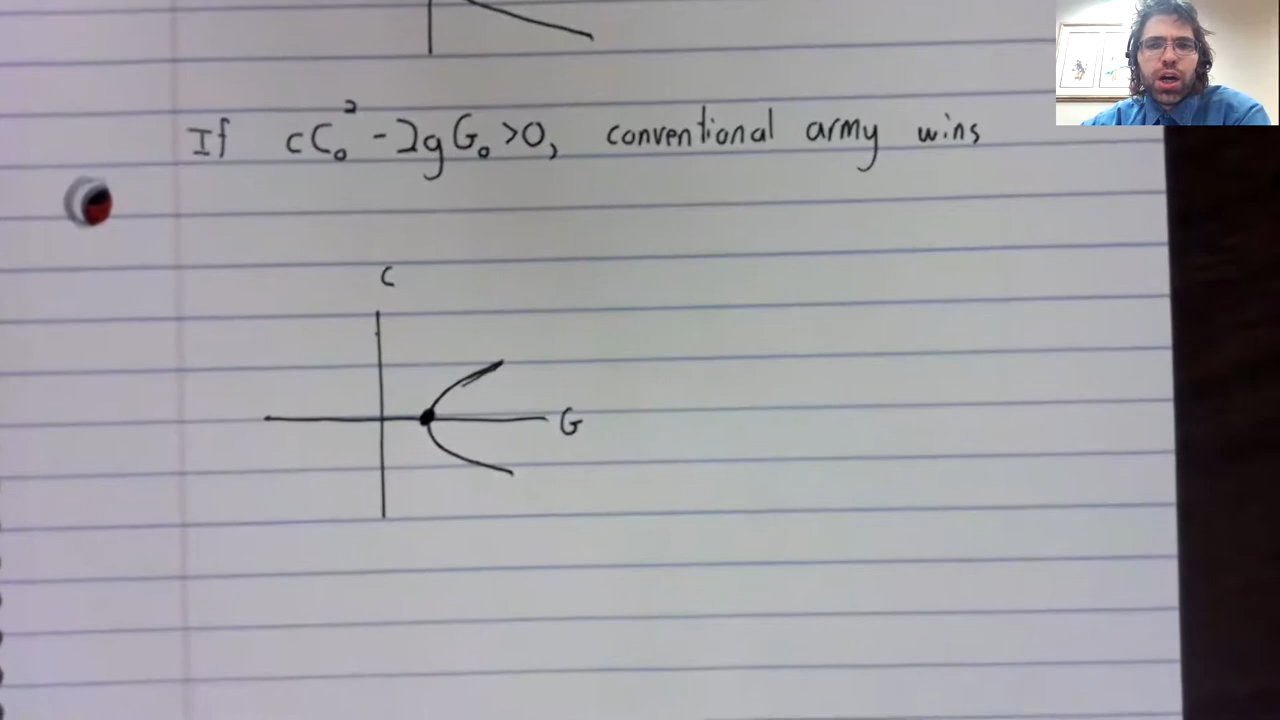 If cC₀² - 2gG₀ > 0, conventional army wins
C
G